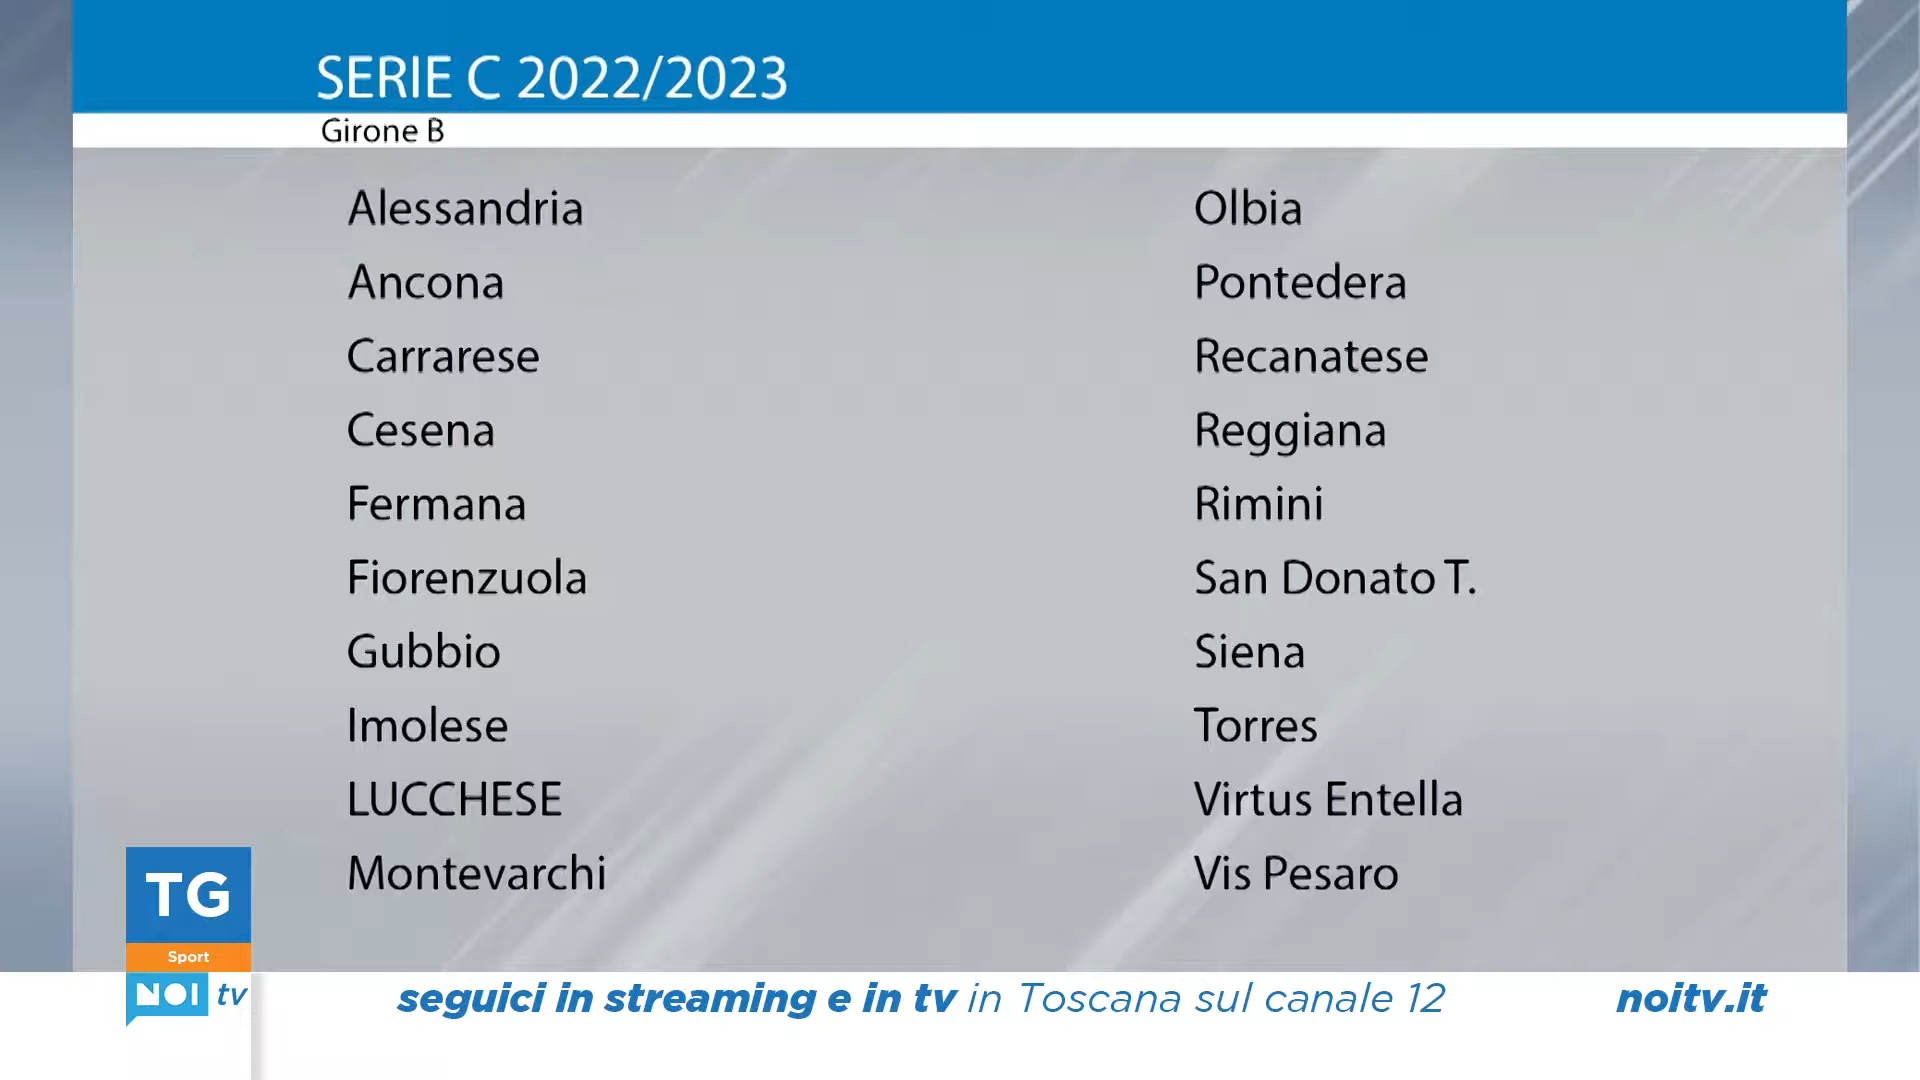 SERIE C 2022/2023
Girone B
Alessandria
Ancona
Carrarese
Cesena
Fermana
Fiorenzuola
Gubbio
Imolese
LUCCHESE
Montevarchi
Olbia
Pontedera
Recanatese
Reggiana
Rimini
San Donato T.
Siena
Torres
Virtus Entella
Vis Pesaro
TG
Sport
NOI tv
seguici in streaming e in tv in Toscana sul canale 12
noitv.it